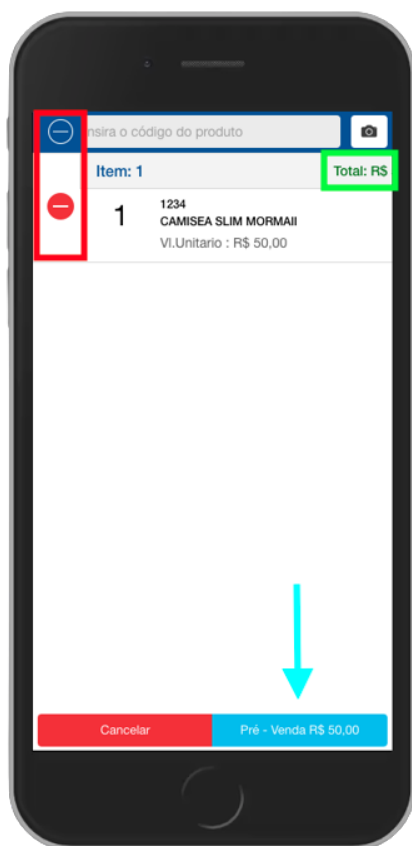 nsira o código do produto
Item: 1 Total: R$
1 1234
CAMISEA SLIM MORMAII
Vl.Unitario : R$ 50,00
Cancelar Pré - Venda R$ 50,00